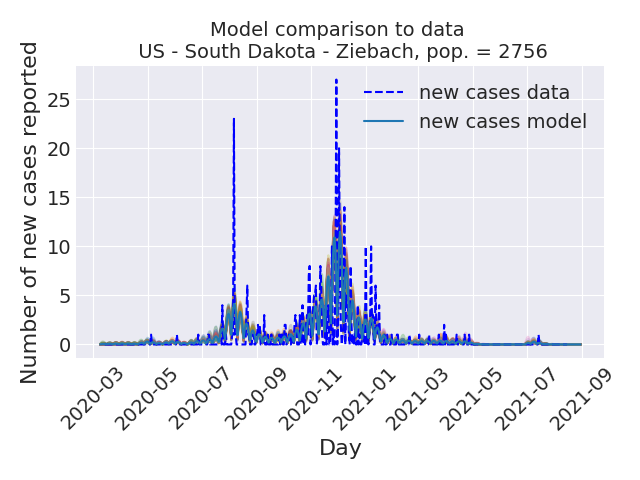 Model comparison to data
US - South Dakota - Ziebach, pop. = 2756
Number of new cases reported
25
20
15
10
5
0
new cases data
new cases model
2020-03
2020-05
2020-07
2020-09
2020-11
2021-01
2021-03
2021-05
2021-07
2021-09
Day